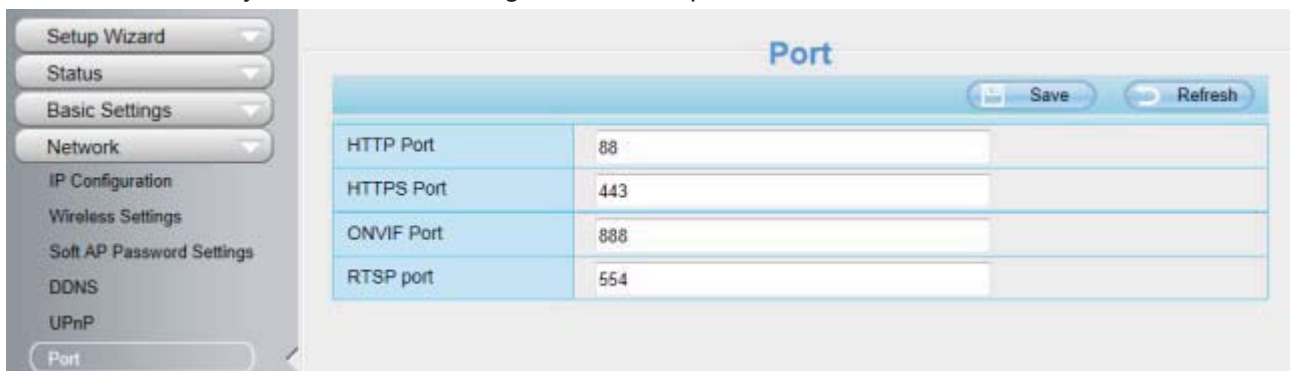 Setup Wizard
Status
Basic Settings
Network
IP Configuration
Wireless Settings
Soft AP Password Settings
DDNS
UPnP
Port
Port
Save Refresh
HTTP Port 88
HTTPS Port 443
ONVIF Port 888
RTSP port 554